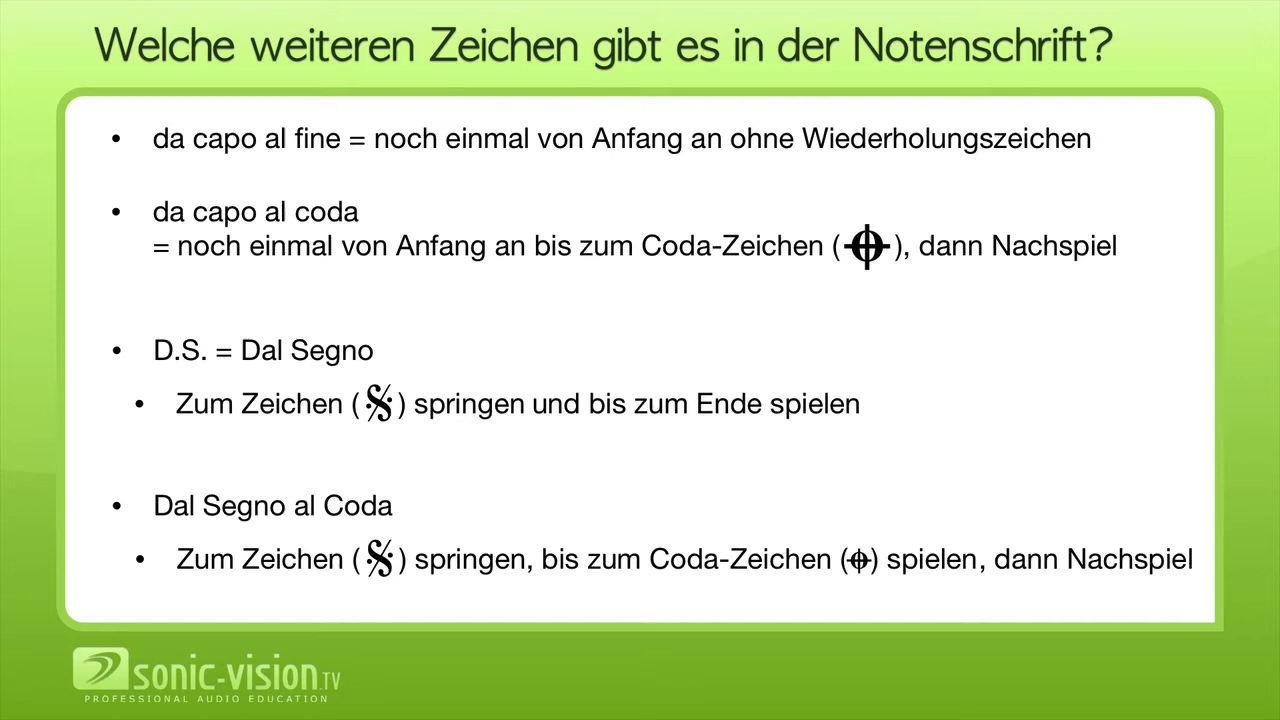 Welche weiteren Zeichen gibt es in der Notenschrift?
• da capo al fine = noch einmal von Anfang an ohne Wiederholungszeichen
• da capo al coda
= noch einmal von Anfang an bis zum Coda-Zeichen (𝄌), dann Nachspiel
• D.S. = Dal Segno
• Zum Zeichen (𝄋) springen und bis zum Ende spielen
• Dal Segno al Coda
• Zum Zeichen (𝄋) springen, bis zum Coda-Zeichen (𝄌) spielen, dann Nachspiel
sonic-vision.TV
PROFESSIONAL AUDIO EDUCATION